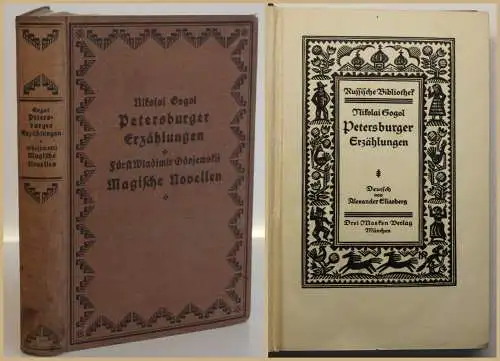 Gogol
Peters-
burger
Erzählungen
Odojewskij
Magische
Novellen
Nikolai Gogol
Petersburger
Erzählungen
Fürst Wladimir Odojewskij
Magische Novellen
Russische Bibliothek
Nikolai Gogol
Petersburger
Erzählungen
Deutsch
von
Alexander Eliasberg
Drei Masken Verlag
München